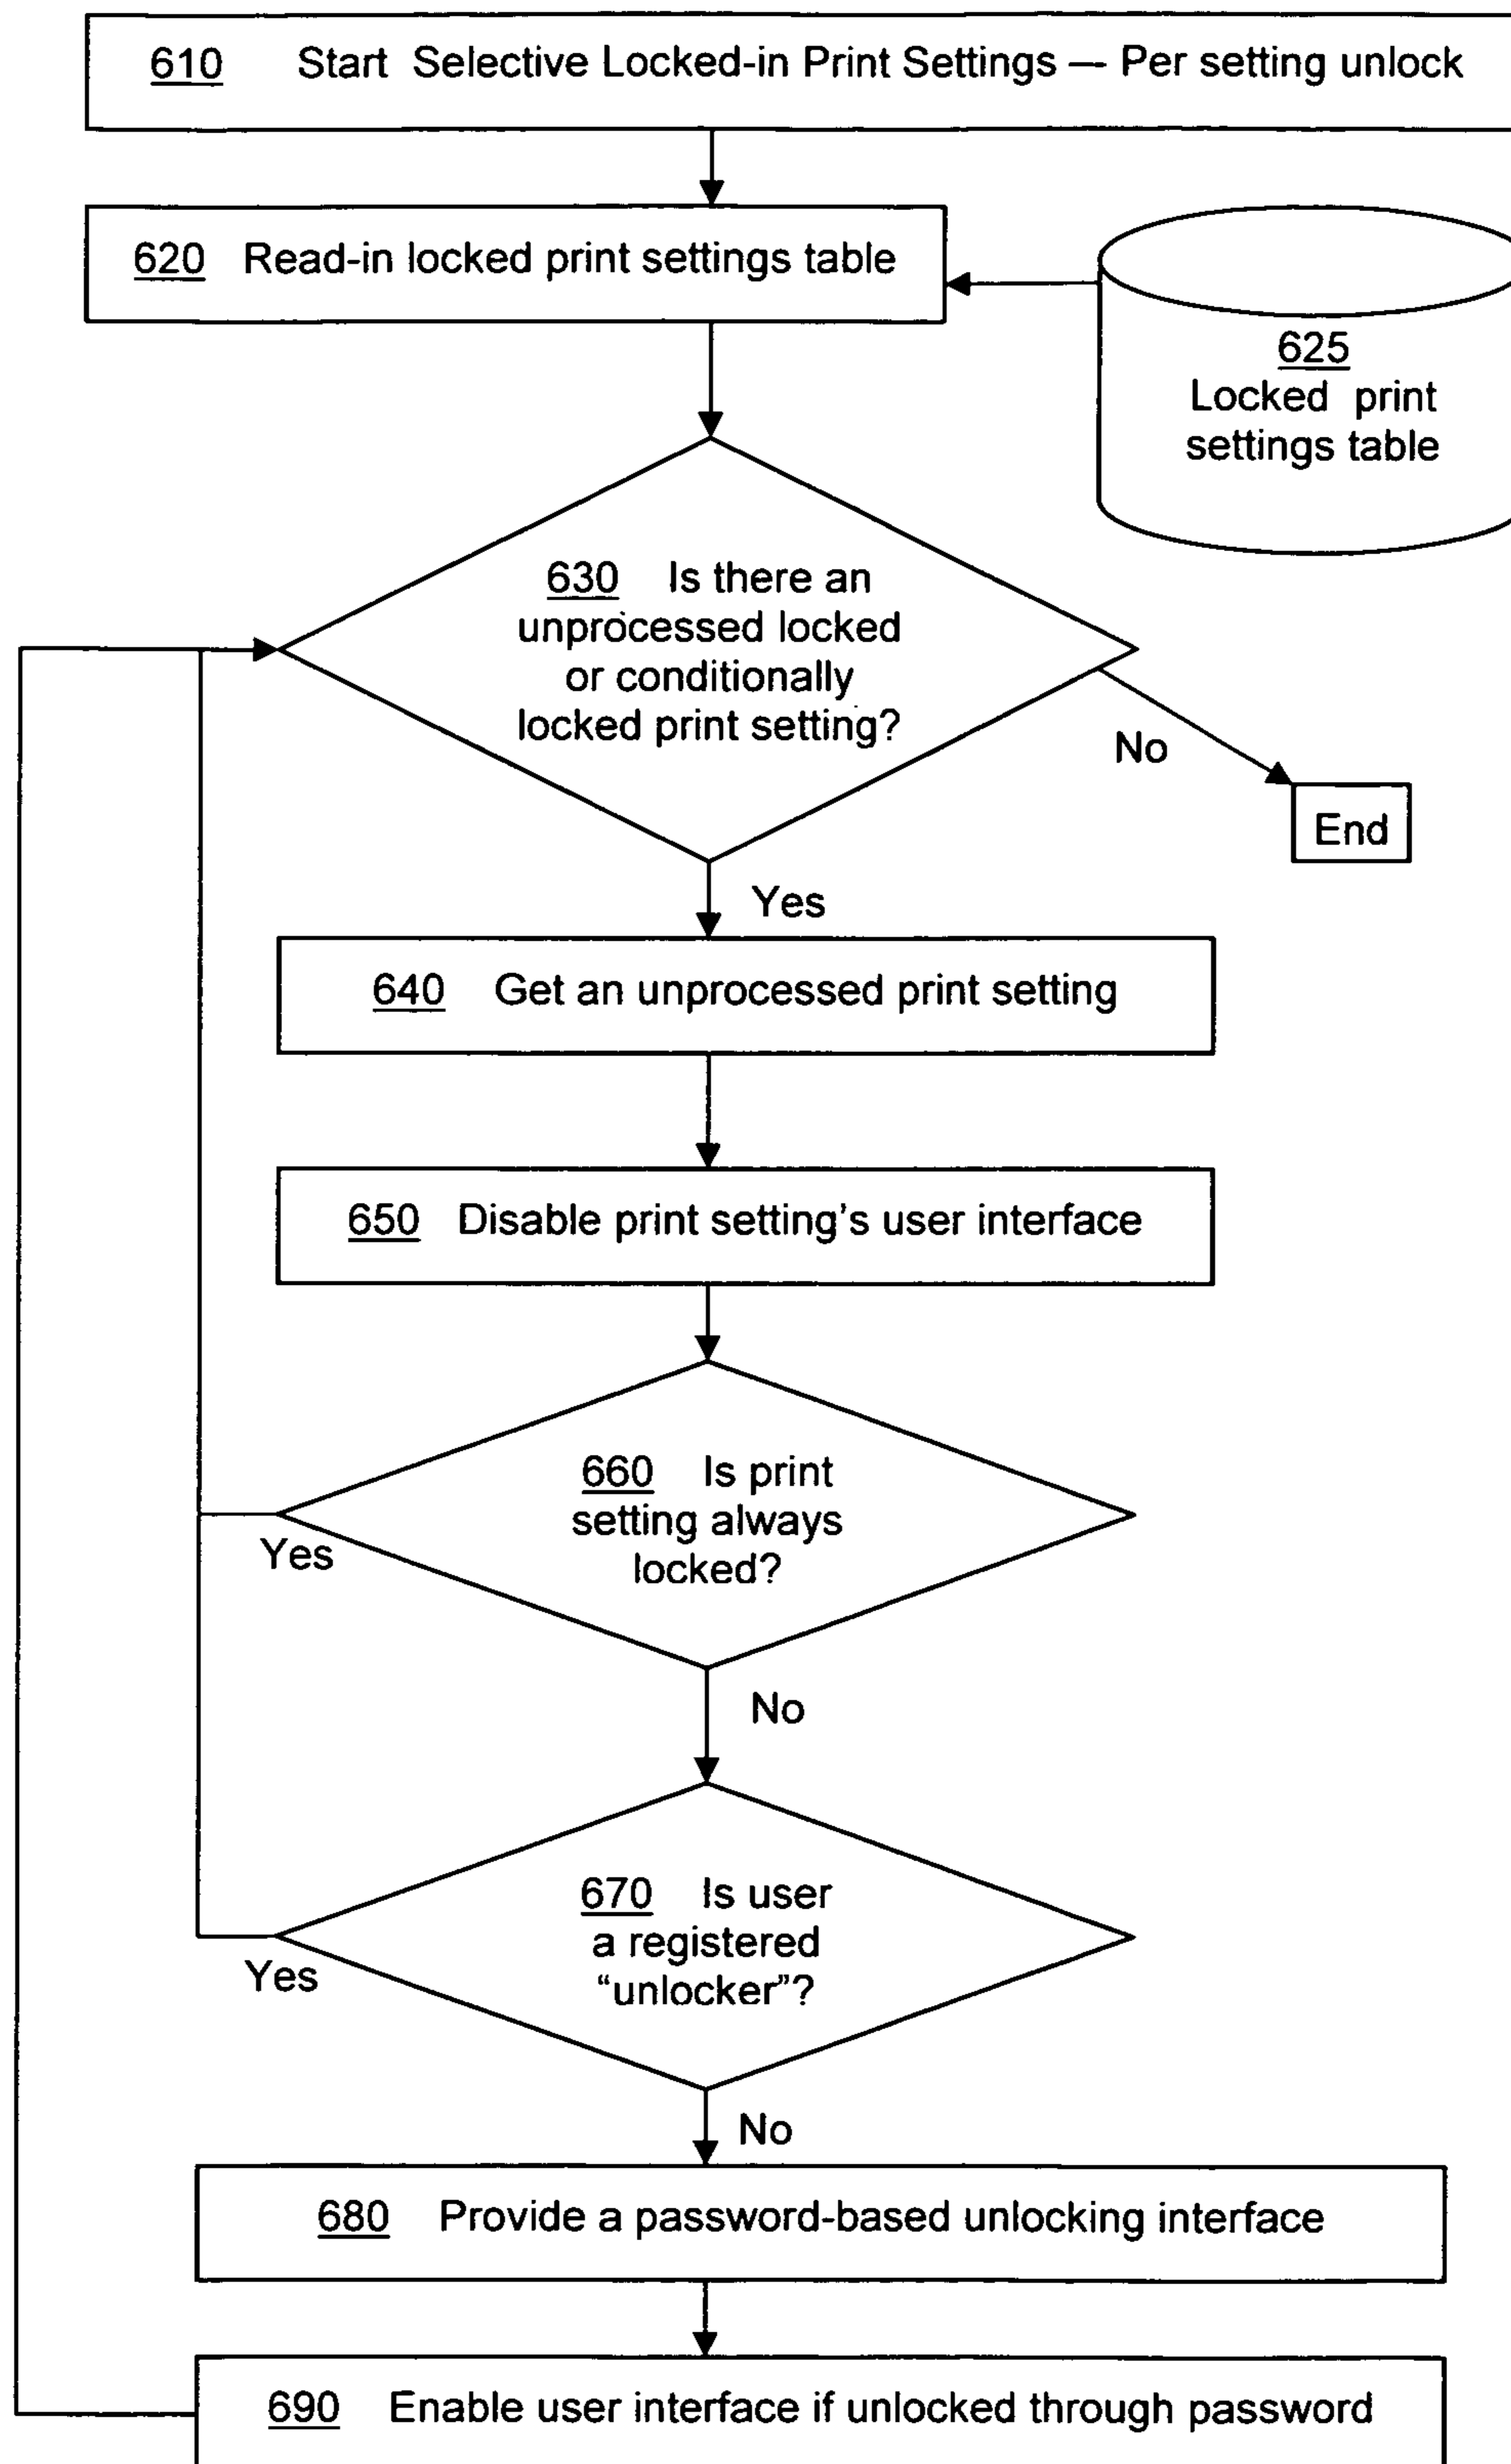 610 Start Selective Locked-in Print Settings — Per setting unlock
620 Read-in locked print settings table
625
Locked print
settings table
630 Is there an
unprocessed locked
or conditionally
locked print setting?
No
End
Yes
640 Get an unprocessed print setting
650 Disable print setting's user interface
660 Is print
setting always
locked?
Yes
No
670 Is user
a registered
“unlocker”?
Yes
No
680 Provide a password-based unlocking interface
690 Enable user interface if unlocked through password